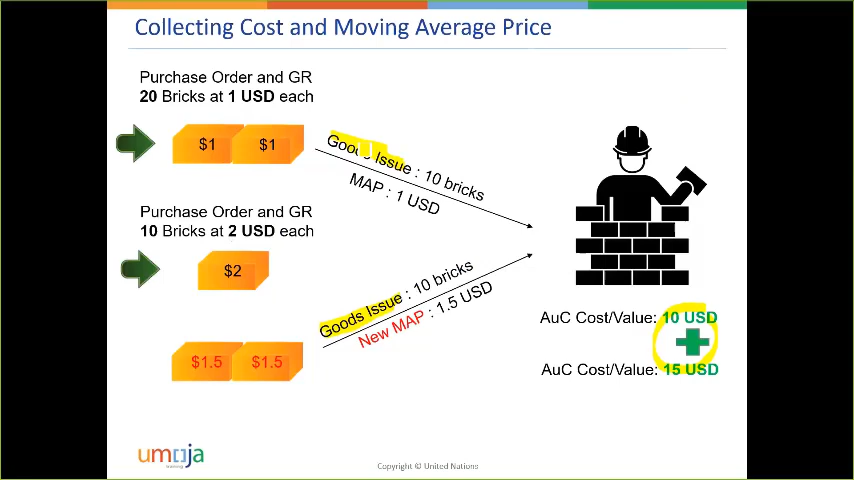 Collecting Cost and Moving Average Price
Purchase Order and GR
20 Bricks at 1 USD each
$1
$1
Goods Issue : 10 bricks
MAP : 1 USD
Purchase Order and GR
10 Bricks at 2 USD each
$2
Goods Issue : 10 bricks
New MAP : 1.5 USD
AuC Cost/Value: 10 USD
AuC Cost/Value: 15 USD
$1.5
$1.5
umoja
Copyright © United Nations